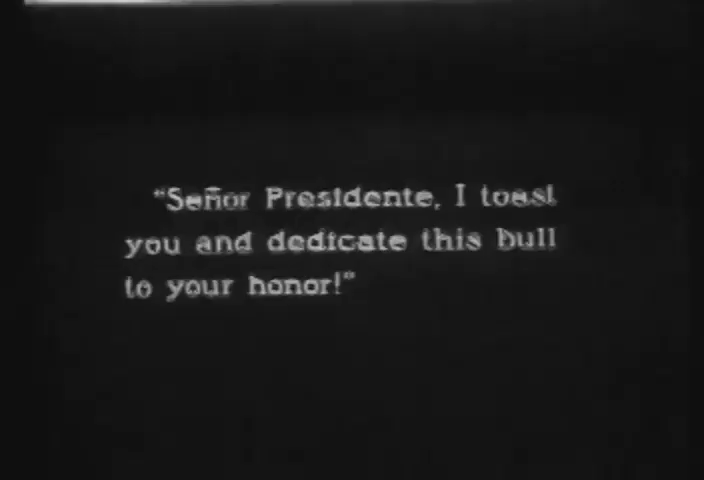 "Señor Presidente, I toast
you and dedicate this bull
to your honor!"